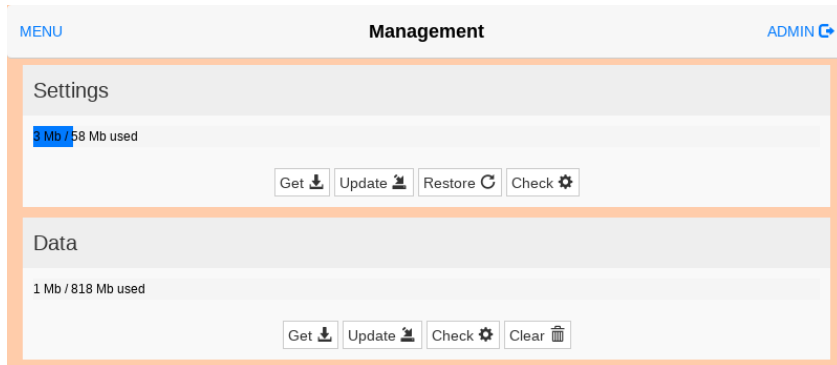 MENU Management ADMIN
Settings
3 Mb / 58 Mb used
Get Update Restore Check
Data
1 Mb / 818 Mb used
Get Update Check Clear